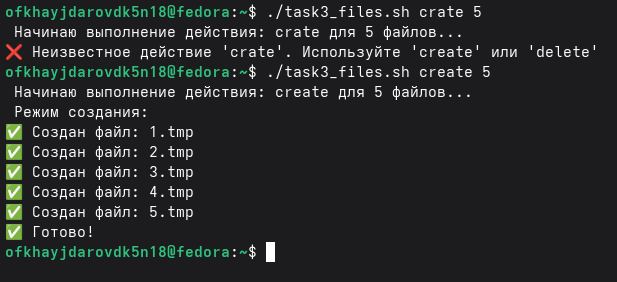 ofkhayjdarovdk5n18@fedora:~$ ./task3_files.sh crate 5
Начинаю выполнение действия: crate для 5 файлов...
❌ Неизвестное действие 'crate'. Используйте 'create' или 'delete'
ofkhayjdarovdk5n18@fedora:~$ ./task3_files.sh create 5
Начинаю выполнение действия: create для 5 файлов...
Режим создания:
✅ Создан файл: 1.tmp
✅ Создан файл: 2.tmp
✅ Создан файл: 3.tmp
✅ Создан файл: 4.tmp
✅ Создан файл: 5.tmp
✅ Готово!
ofkhayjdarovdk5n18@fedora:~$